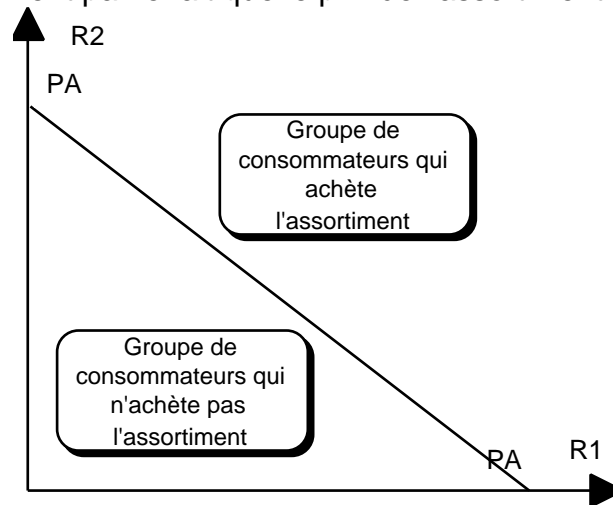 R2
PA
Groupe de
consommateurs qui
achète
l'assortiment
Groupe de
consommateurs qui
n'achète pas
l'assortiment
PA
R1